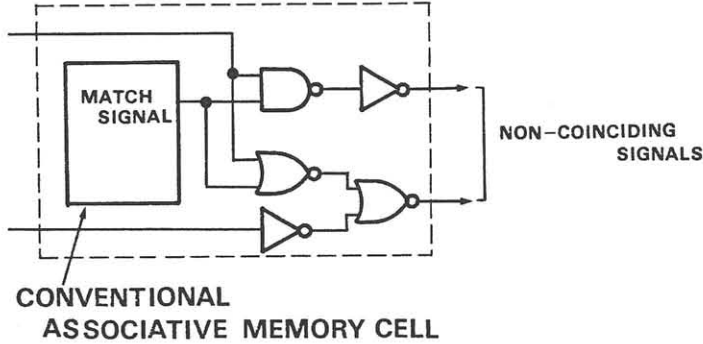 MATCH
SIGNAL
NON-COINCIDING
SIGNALS
CONVENTIONAL
ASSOCIATIVE MEMORY CELL